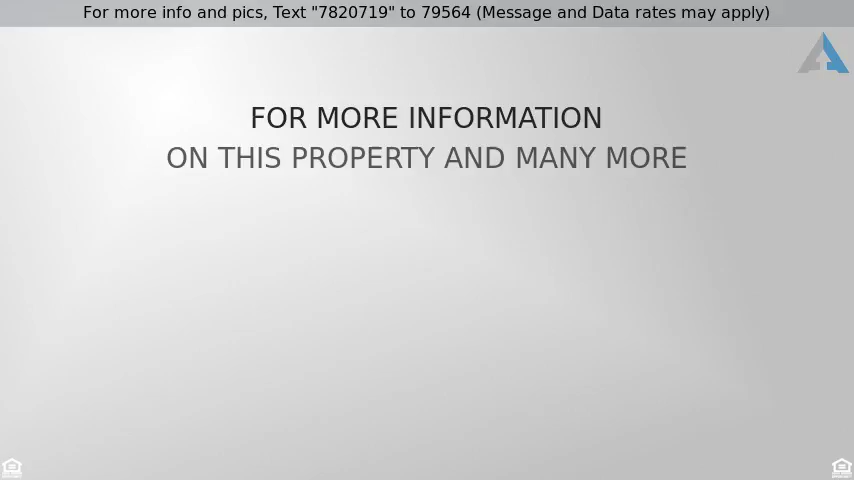 For more info and pics, Text "7820719" to 79564 (Message and Data rates may apply)
FOR MORE INFORMATION
ON THIS PROPERTY AND MANY MORE